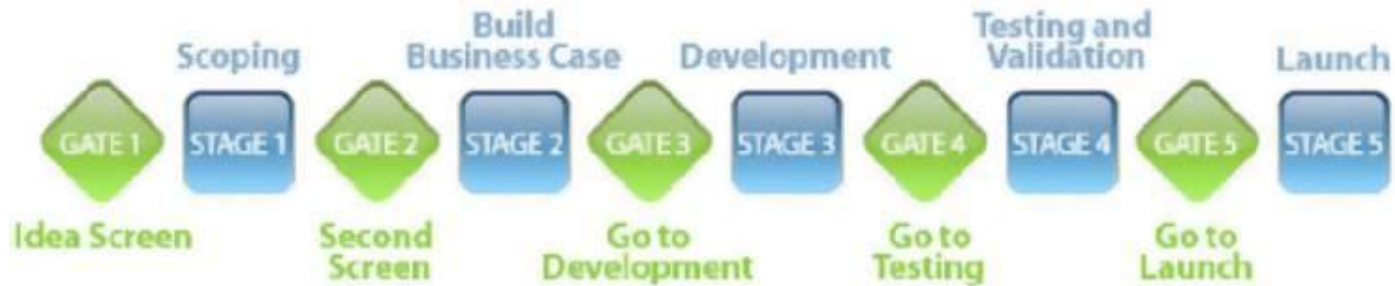 Scoping
Build
Business Case
Development
Testing and
Validation
Launch
GATE 1
STAGE 1
GATE 2
STAGE 2
GATE 3
STAGE 3
GATE 4
STAGE 4
GATE 5
STAGE 5
Idea Screen
Second
Screen
Go to
Development
Go to
Testing
Go to
Launch